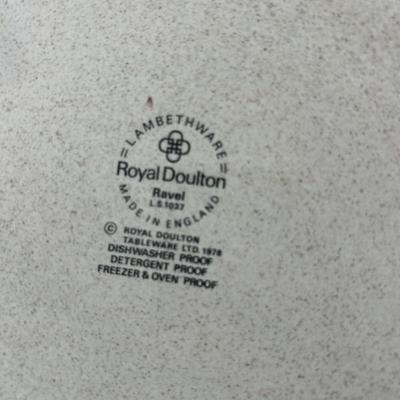 = LAMBETHWARE =
Royal Doulton
Ravel
L.S.1037
MADE IN ENGLAND
© ROYAL DOULTON
TABLEWARE LTD. 1978
DISHWASHER PROOF
DETERGENT PROOF
FREEZER & OVEN PROOF